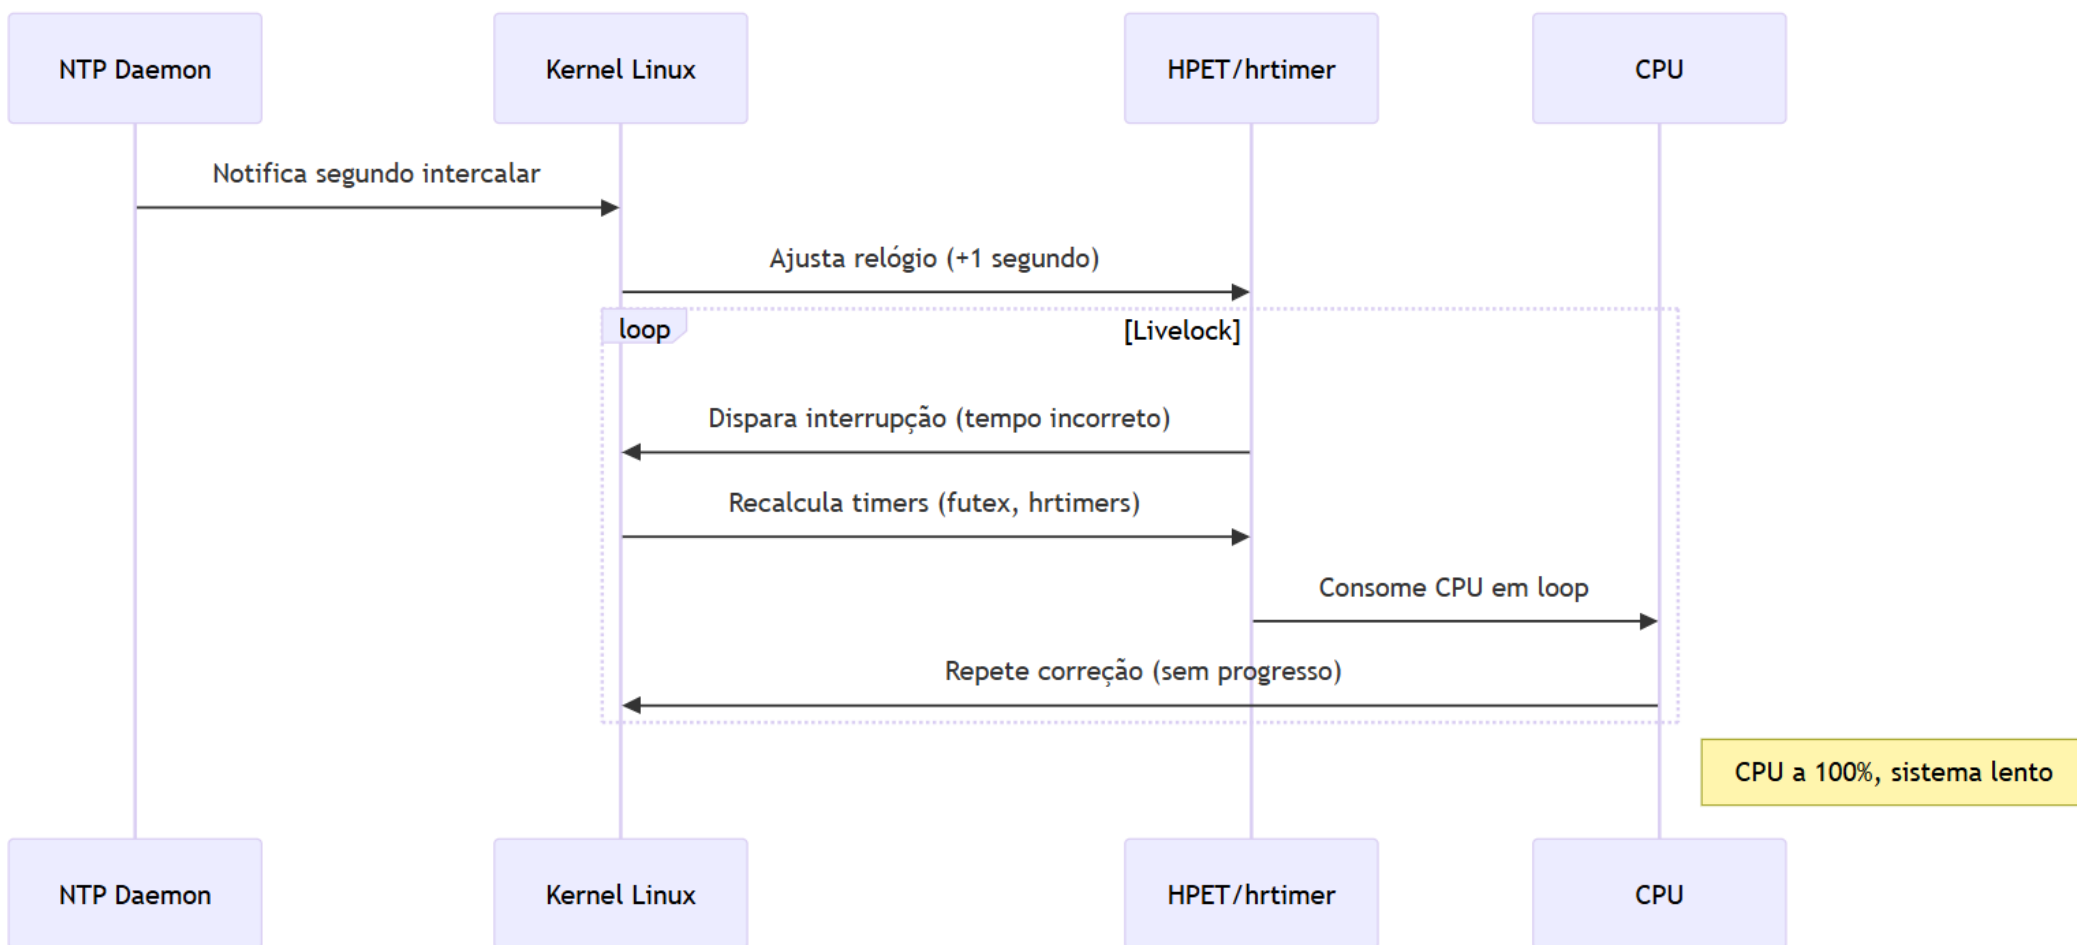 NTP Daemon
Kernel Linux
HPET/hrtimer
CPU
Notifica segundo intercalar
Ajusta relógio (+1 segundo)
loop
[Livelock]
Dispara interrupção (tempo incorreto)
Recalcula timers (futex, hrtimers)
Consome CPU em loop
Repete correção (sem progresso)
CPU a 100%, sistema lento
NTP Daemon
Kernel Linux
HPET/hrtimer
CPU